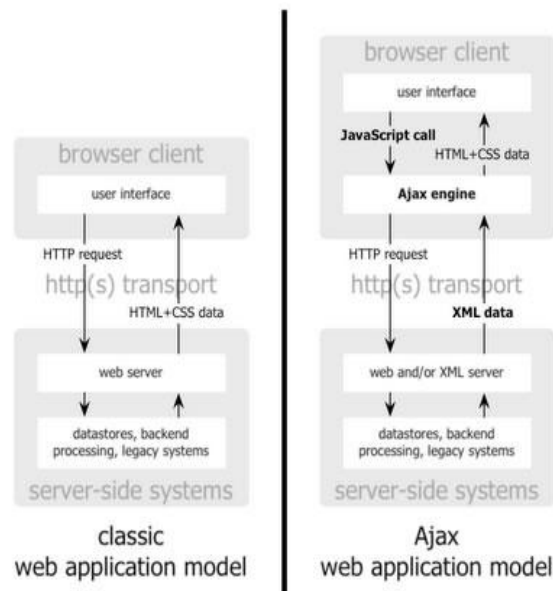 browser client
user interface
HTTP request
http(s) transport
HTML+CSS data
web server
datastores, backend
processing, legacy systems
server-side systems
classic
web application model
browser client
user interface
JavaScript call
HTML+CSS data
Ajax engine
HTTP request
http(s) transport
XML data
web and/or XML server
datastores, backend
processing, legacy systems
server-side systems
Ajax
web application model